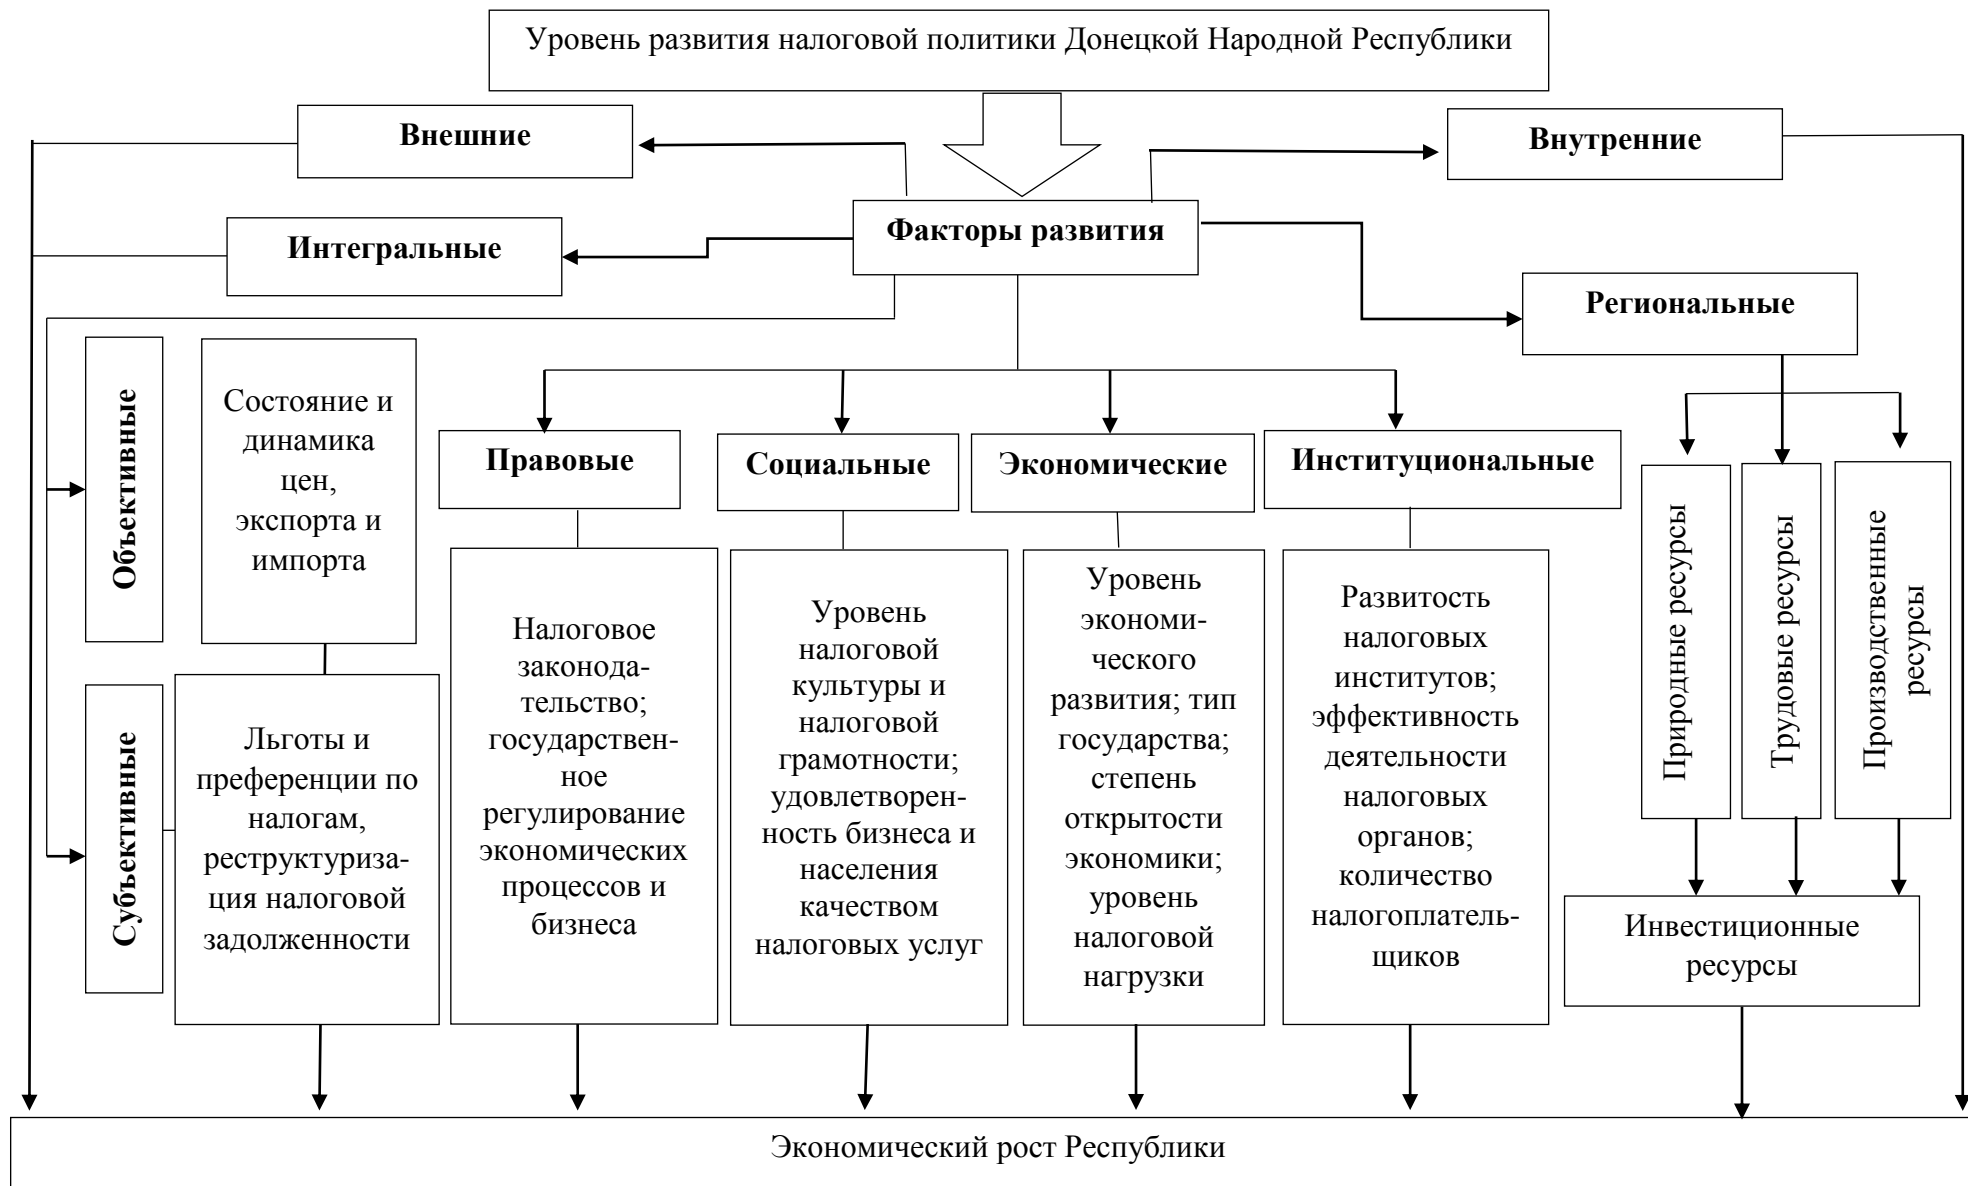 Уровень развития налоговой политики Донецкой Народной Республики
Внешние
Внутренние
Факторы развития
Интегральные
Региональные
Объективные
Состояние и
динамика
цен,
экспорта и
импорта
Правовые
Социальные
Экономические
Институциональные
Природные ресурсы
Трудовые ресурсы
Производственные
ресурсы
Субъективные
Льготы и
преференции по
налогам,
реструктуриза-
ция налоговой
задолженности
Налоговое
законода-
тельство;
государствен-
ное
регулирование
экономических
процессов и
бизнеса
Уровень
налоговой
культуры и
налоговой
грамотности;
удовлетворен-
ность бизнеса и
населения
качеством
налоговых услуг
Уровень
экономи-
ческого
развития; тип
государства;
степень
открытости
экономики;
уровень
налоговой
нагрузки
Развитость
налоговых
институтов;
эффективность
деятельности
налоговых
органов;
количество
налогоплатель-
щиков
Инвестиционные
ресурсы
Экономический рост Республики